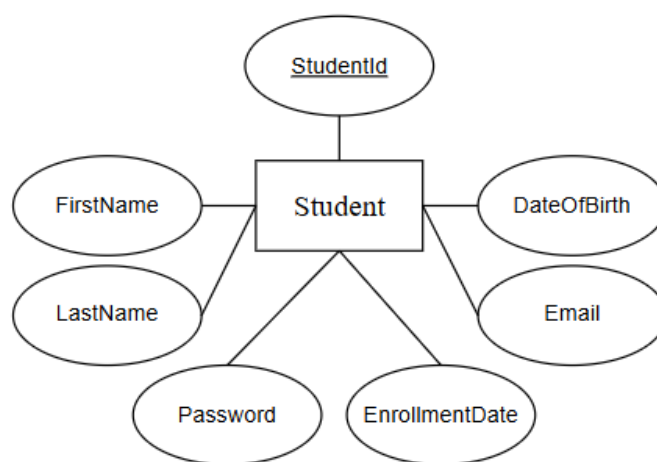 StudentId
FirstName
Student
DateOfBirth
LastName
Email
Password
EnrollmentDate